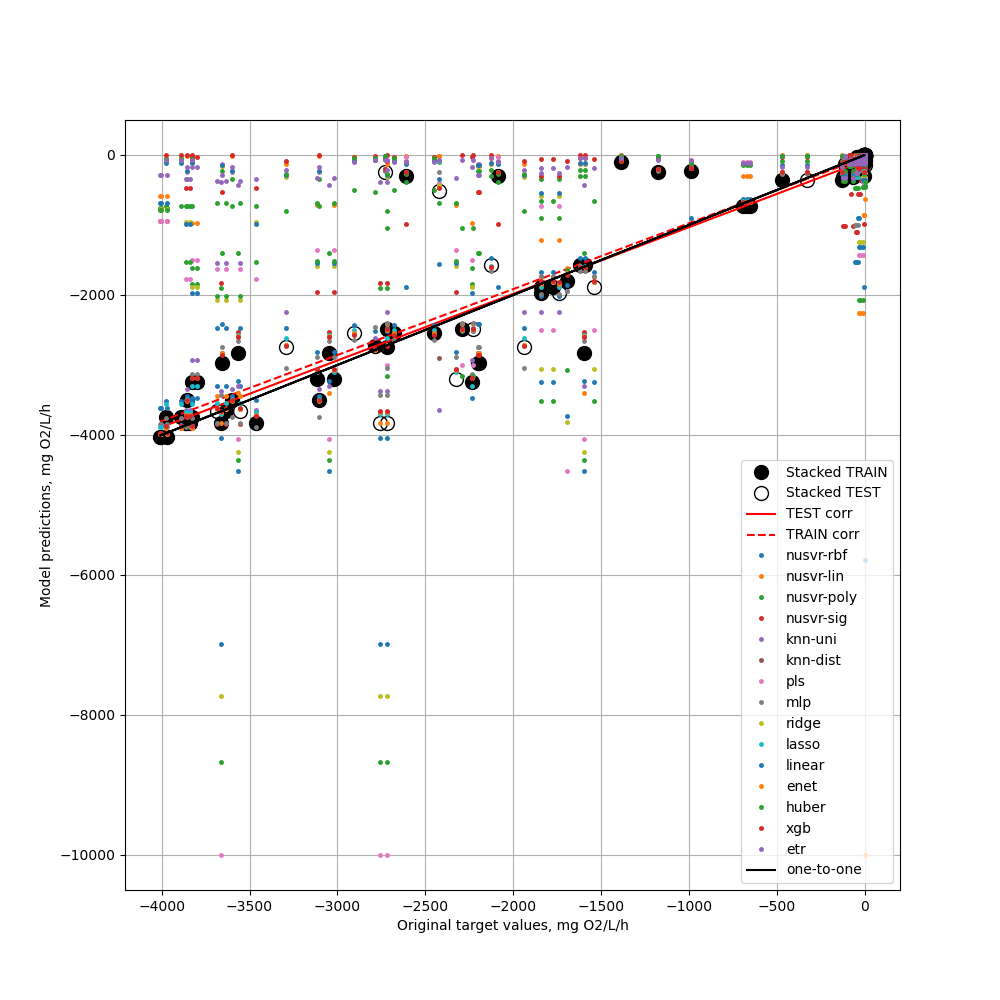 0
−2000
−4000
−6000
−8000
−10000
Model predictions, mg O2/L/h
−4000 −3500 −3000 −2500 −2000 −1500 −1000 −500 0
Original target values, mg O2/L/h
Stacked TRAIN
Stacked TEST
TEST corr
TRAIN corr
nusvr-rbf
nusvr-lin
nusvr-poly
nusvr-sig
knn-uni
knn-dist
pls
mlp
ridge
lasso
linear
enet
huber
xgb
etr
one-to-one